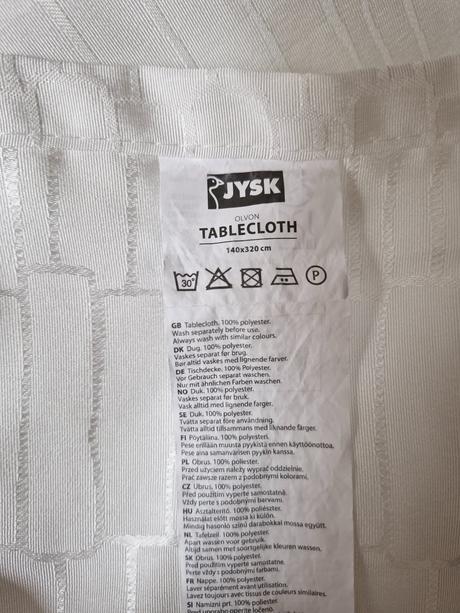 JYSK
OLVON
TABLECLOTH
140x320 cm
30°
P
GB Tablecloth. 100% polyester.
Wash separately before use.
Always wash with similar colours.
DK Dug. 100% polyester.
Vaskes separat før brug.
Bør altid vaskes med lignende farver.
DE Tischdecke. 100% Polyester.
Vor Gebrauch separat waschen.
Nur mit ähnlichen Farben waschen.
NO Duk. 100% polyester.
Vaskes separat før bruk.
Vask alltid med lignende farger.
SE Duk. 100% polyester.
Tvätta separat före användning.
Tvätta alltid tillsammans med liknande färger.
FI Pöytäliina. 100% polyesteri.
Pese erillään muusta pyykistä ennen käyttöönottoa.
Pese aina samanvärisen pyykin kanssa.
PL Obrus. 100% poliester.
Przed użyciem należy wyprać oddzielnie.
Prać zawsze razem z podobnymi kolorami.
CZ Ubrus. 100% polyester.
Před použitím vyperte samostatně.
Vždy perte s podobnými barvami.
HU Asztalterítő. 100% poliészter.
Használat előtt mossa ki külön.
Mindig hasonló színű darabokkal mossa együtt.
NL Tafelzeil. 100% polyester.
Apart wassen voor gebruik.
Altijd samen met soortgelijke kleuren wassen.
SK Obrus. 100% polyester.
Pred použitím vyperte samostatne.
Perte vždy s podobnými farbami.
FR Nappe. 100% polyester.
Laver séparément avant utilisation.
Lavez toujours avec tissus de couleurs similaires.
SI Namizni prt. 100% poliester.
Pred uporabo operite ločeno.